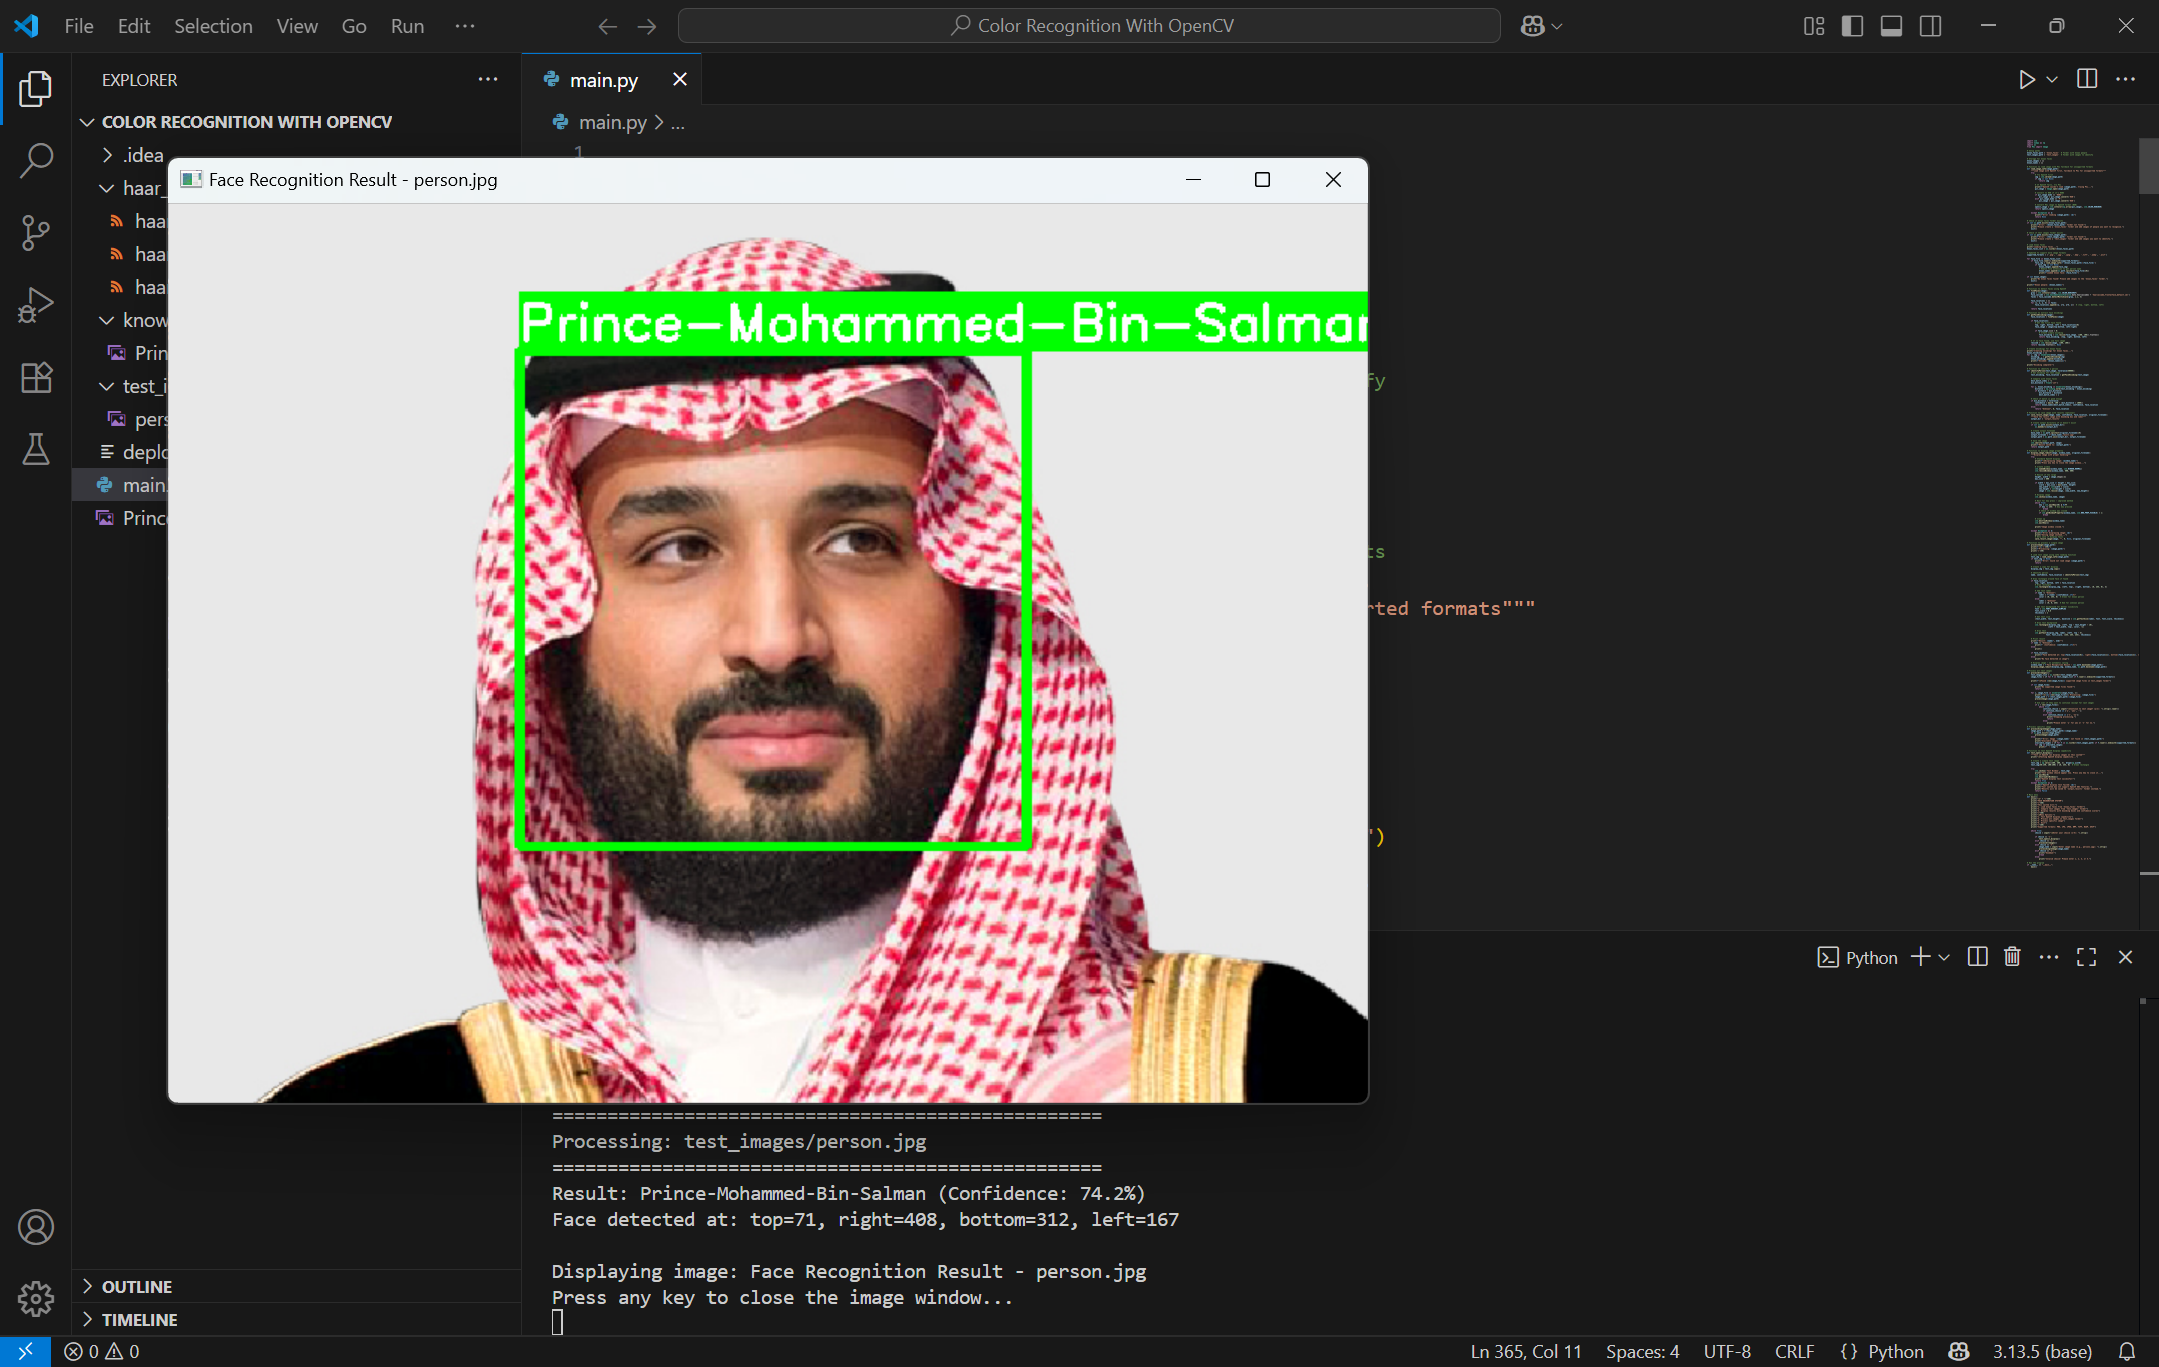 File Edit Selection View Go Run ...
Color Recognition With OpenCV
EXPLORER
main.py
COLOR RECOGNITION WITH OPENCV
main.py > ...
.idea
1
haar_
haa
haa
haa
know
Prin
test_i
pers
deplo
main.
Princ
Face Recognition Result - person.jpg
Prince-Mohammed-Bin-Salman
fy
ts
rted formats"""
')
Python
==================================================
Processing: test_images/person.jpg
==================================================
Result: Prince-Mohammed-Bin-Salman (Confidence: 74.2%)
Face detected at: top=71, right=408, bottom=312, left=167
Displaying image: Face Recognition Result - person.jpg
Press any key to close the image window...
OUTLINE
TIMELINE
0 0
Ln 365, Col 11 Spaces: 4 UTF-8 CRLF {} Python 3.13.5 (base)